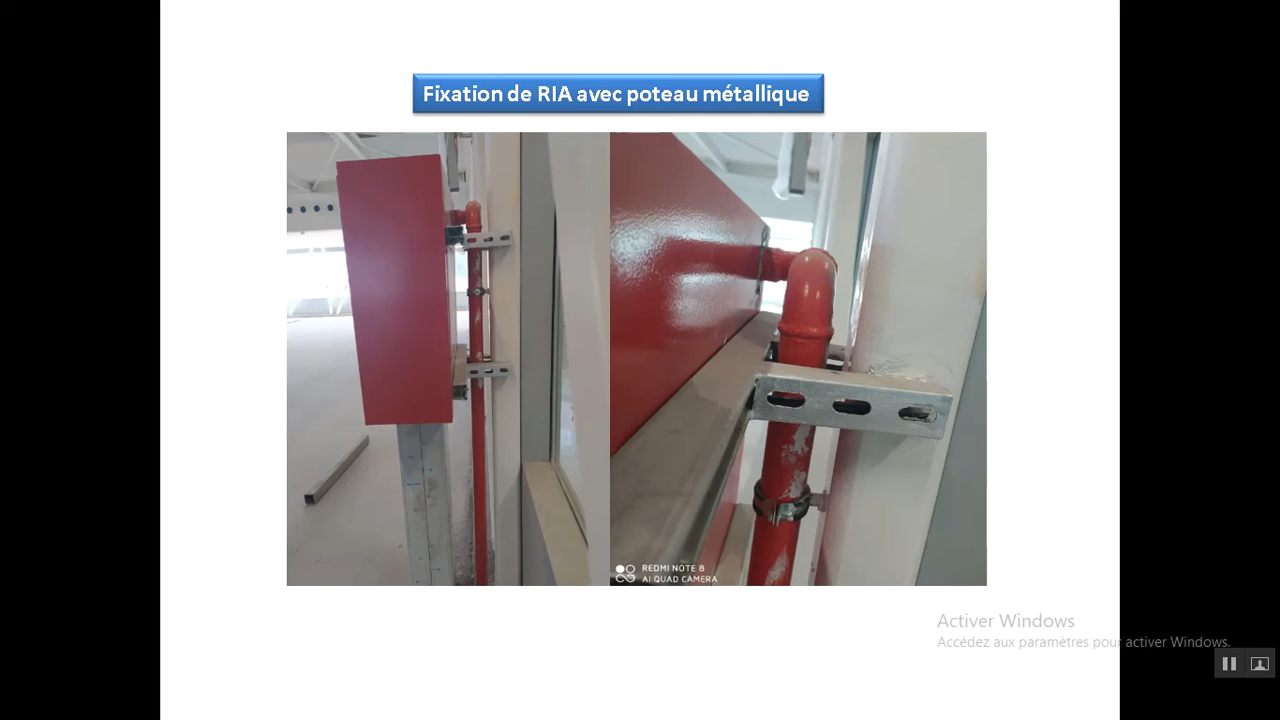 Fixation de RIA avec poteau métallique
REDMI NOTE 8
AI QUAD CAMERA
Activer Windows
Accédez aux paramètres pour activer Windows.